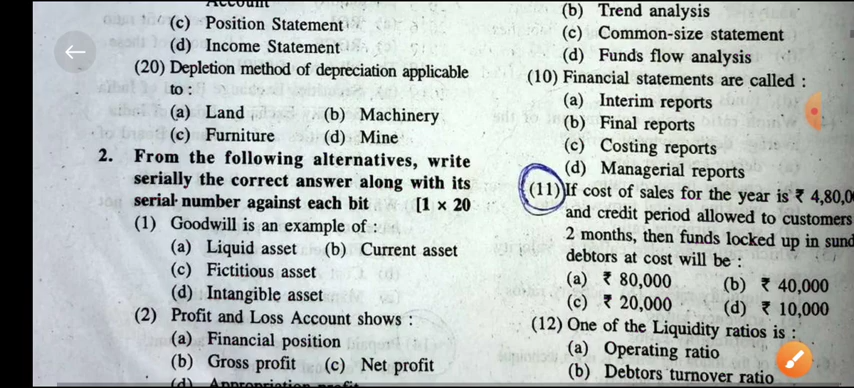 Account
(c) Position Statement
(d) Income Statement
(20) Depletion method of depreciation applicable
to :
(a) Land (b) Machinery
(c) Furniture (d) Mine
2. From the following alternatives, write
serially the correct answer along with its
serial number against each bit [1 × 20
(1) Goodwill is an example of :
(a) Liquid asset (b) Current asset
(c) Fictitious asset
(d) Intangible asset
(2) Profit and Loss Account shows :
(a) Financial position
(b) Gross profit (c) Net profit
(d) Appropriation
(b) Trend analysis
(c) Common-size statement
(d) Funds flow analysis
(10) Financial statements are called :
(a) Interim reports
(b) Final reports
(c) Costing reports
(d) Managerial reports
(11) If cost of sales for the year is ₹ 4,80,0
and credit period allowed to customers
2 months, then funds locked up in sund
debtors at cost will be :
(a) ₹ 80,000 (b) ₹ 40,000
(c) ₹ 20,000 (d) ₹ 10,000
(12) One of the Liquidity ratios is :
(a) Operating ratio
(b) Debtors turnover ratio